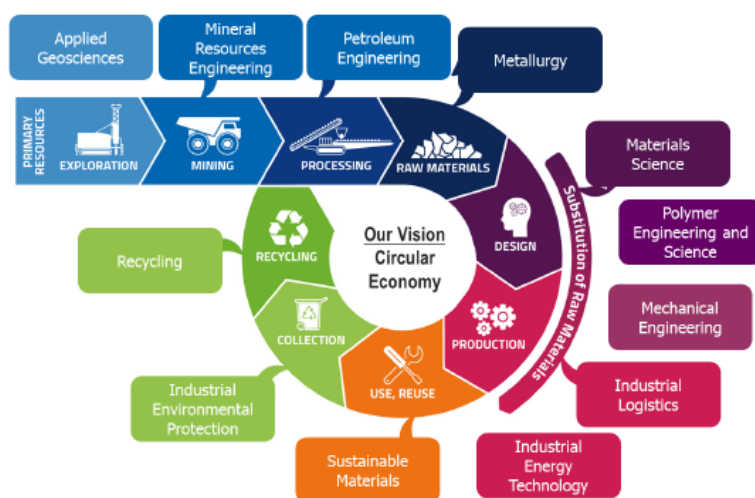 Applied
Geosciences
Mineral
Resources
Engineering
Petroleum
Engineering
Metallurgy
PRIMARY
RESOURCES
EXPLORATION
MINING
PROCESSING
RAW MATERIALS
Materials
Science
Substitution of Raw Materials
DESIGN
Polymer
Engineering and
Science
Our Vision
Circular
Economy
RECYCLING
Recycling
Mechanical
Engineering
COLLECTION
PRODUCTION
USE, REUSE
Industrial
Logistics
Industrial
Environmental
Protection
Sustainable
Materials
Industrial
Energy
Technology